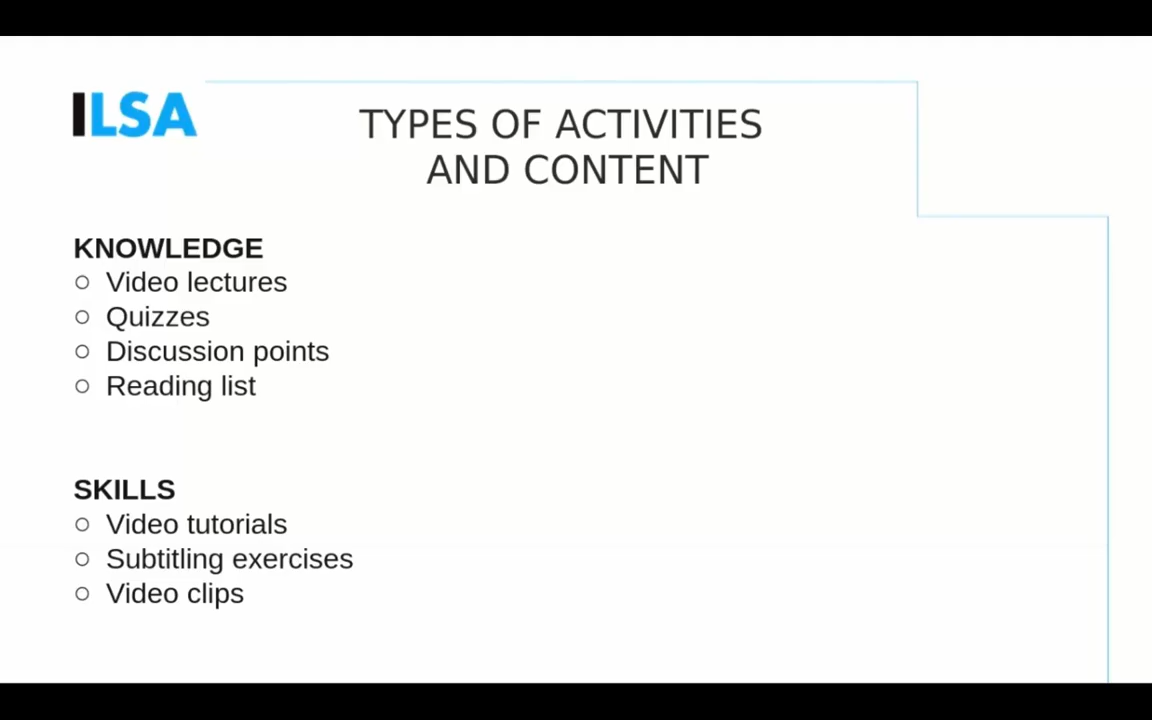 ILSA
TYPES OF ACTIVITIES
AND CONTENT
KNOWLEDGE
○ Video lectures
○ Quizzes
○ Discussion points
○ Reading list
SKILLS
○ Video tutorials
○ Subtitling exercises
○ Video clips